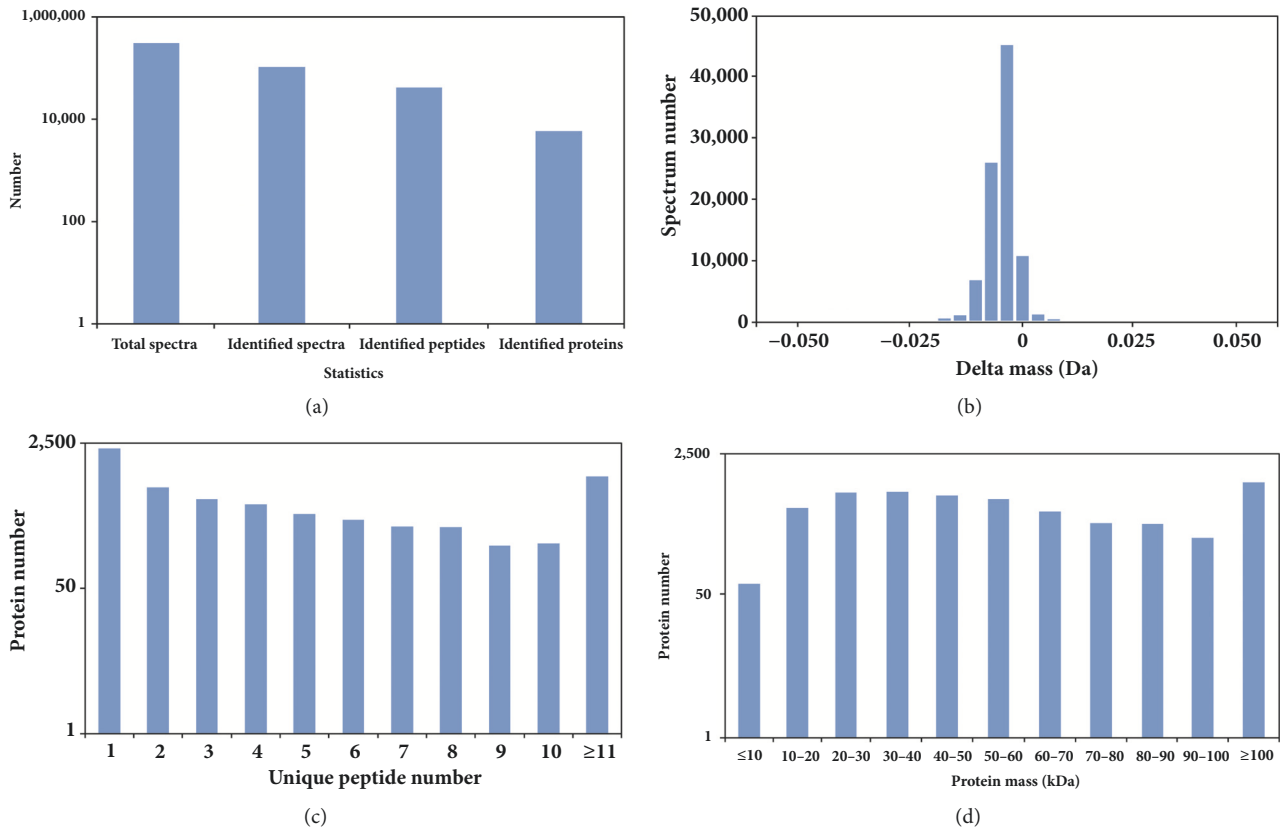 1,000,000
10,000
100
1
Number
Total spectra Identified spectra Identified peptides Identified proteins
Statistics
(a)
50,000
40,000
30,000
20,000
10,000
0
Spectrum number
−0.050 −0.025 0 0.025 0.050
Delta mass (Da)
(b)
2,500
50
1
Protein number
1 2 3 4 5 6 7 8 9 10 ≥11
Unique peptide number
(c)
2,500
50
1
Protein number
≤10 10–20 20–30 30–40 40–50 50–60 60–70 70–80 80–90 90–100 ≥100
Protein mass (kDa)
(d)